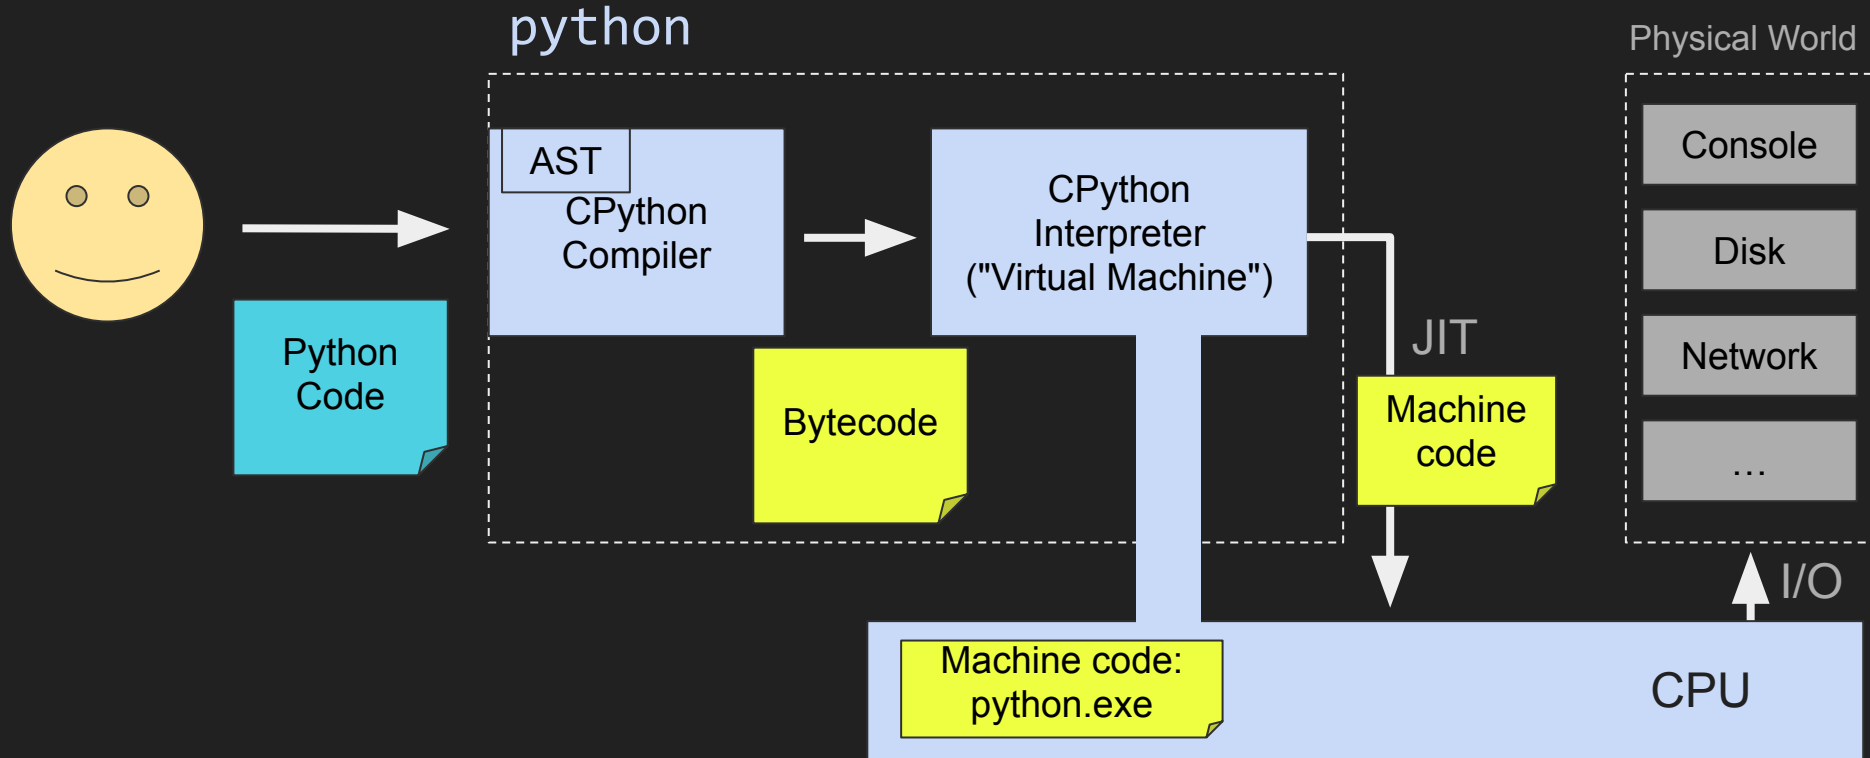 python
Physical World
AST
CPython
Compiler
CPython
Interpreter
("Virtual Machine")
Python
Code
Bytecode
JIT
Machine
code
Console
Disk
Network
...
I/O
Machine code:
python.exe
CPU